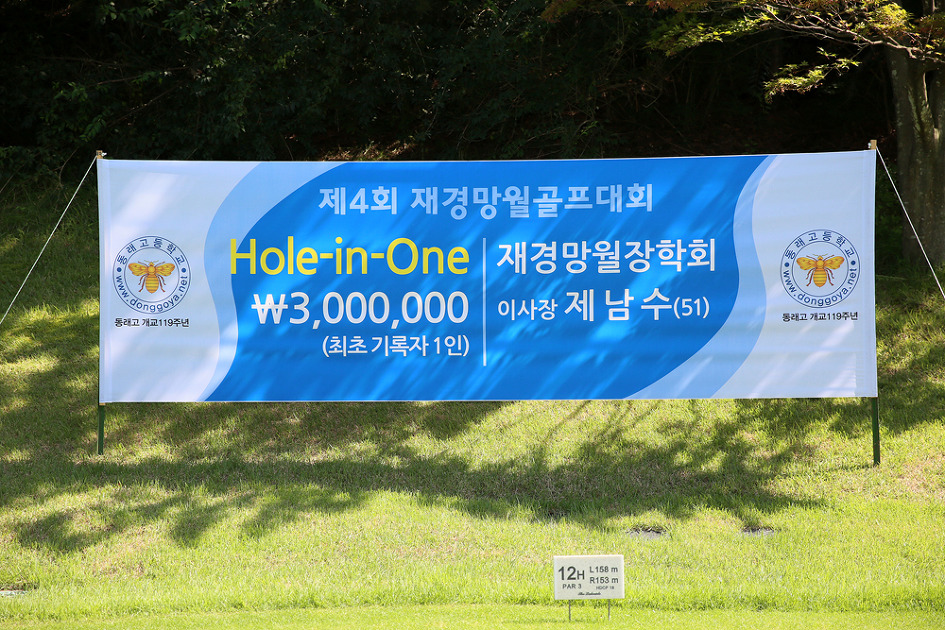 제4회 재경망월골프대회
Hole-in-One
₩3,000,000
(최초 기록자 1인)
재경망월장학회
이사장 제 남 수(51)
동래고등학교
www.donggoya.net
동래고 개교119주년
동래고등학교
www.donggoya.net
동래고 개교119주년
12H
PAR 3
L158 m
R153 m